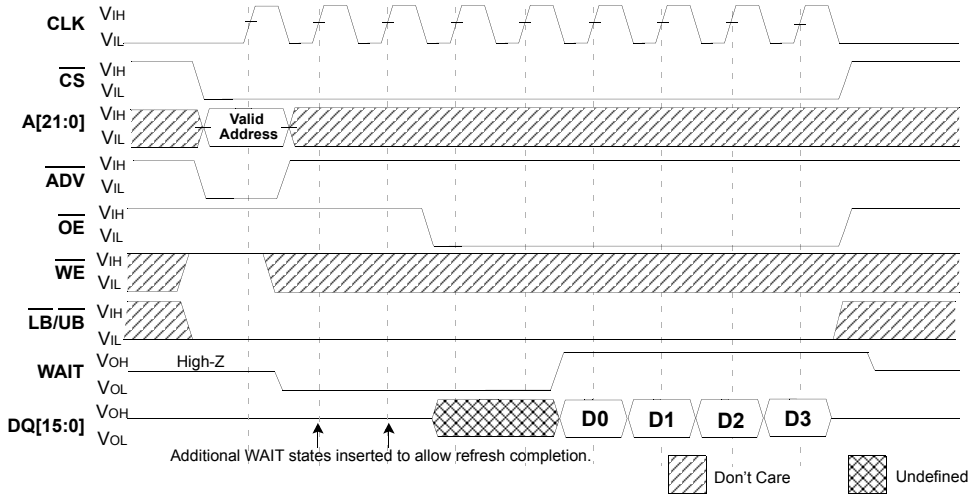 CLK VIH
VIL
CS VIH
VIL
A[21:0] VIH
VIL
Valid
Address
ADV VIH
VIL
OE VIH
VIL
WE VIH
VIL
LB/UB VIH
VIL
WAIT VOH
VOL
High-Z
DQ[15:0] VOH
VOL
D0 D1 D2 D3
Additional WAIT states inserted to allow refresh completion.
Don't Care
Undefined